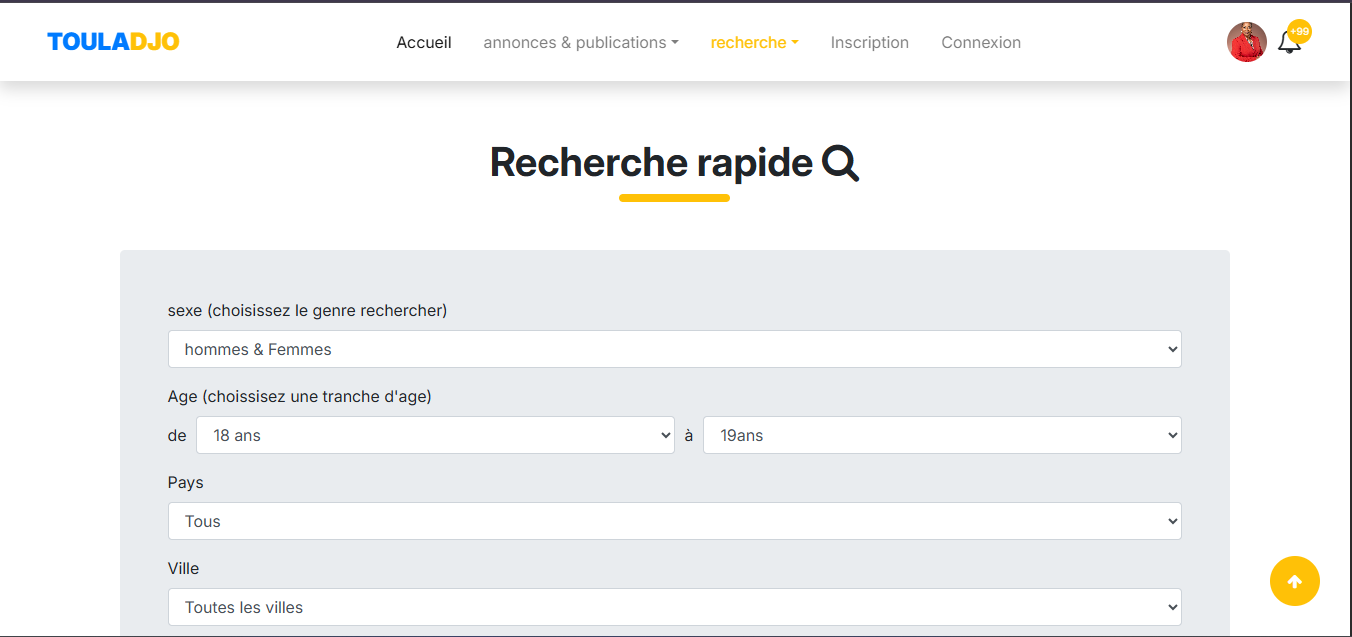 TOULADJO Accueil annonces & publications recherche Inscription Connexion +99
Recherche rapide
sexe (choisissez le genre rechercher)
hommes & Femmes
Age (choissisez une tranche d'age)
de 18 ans à 19ans
Pays
Tous
Ville
Toutes les villes